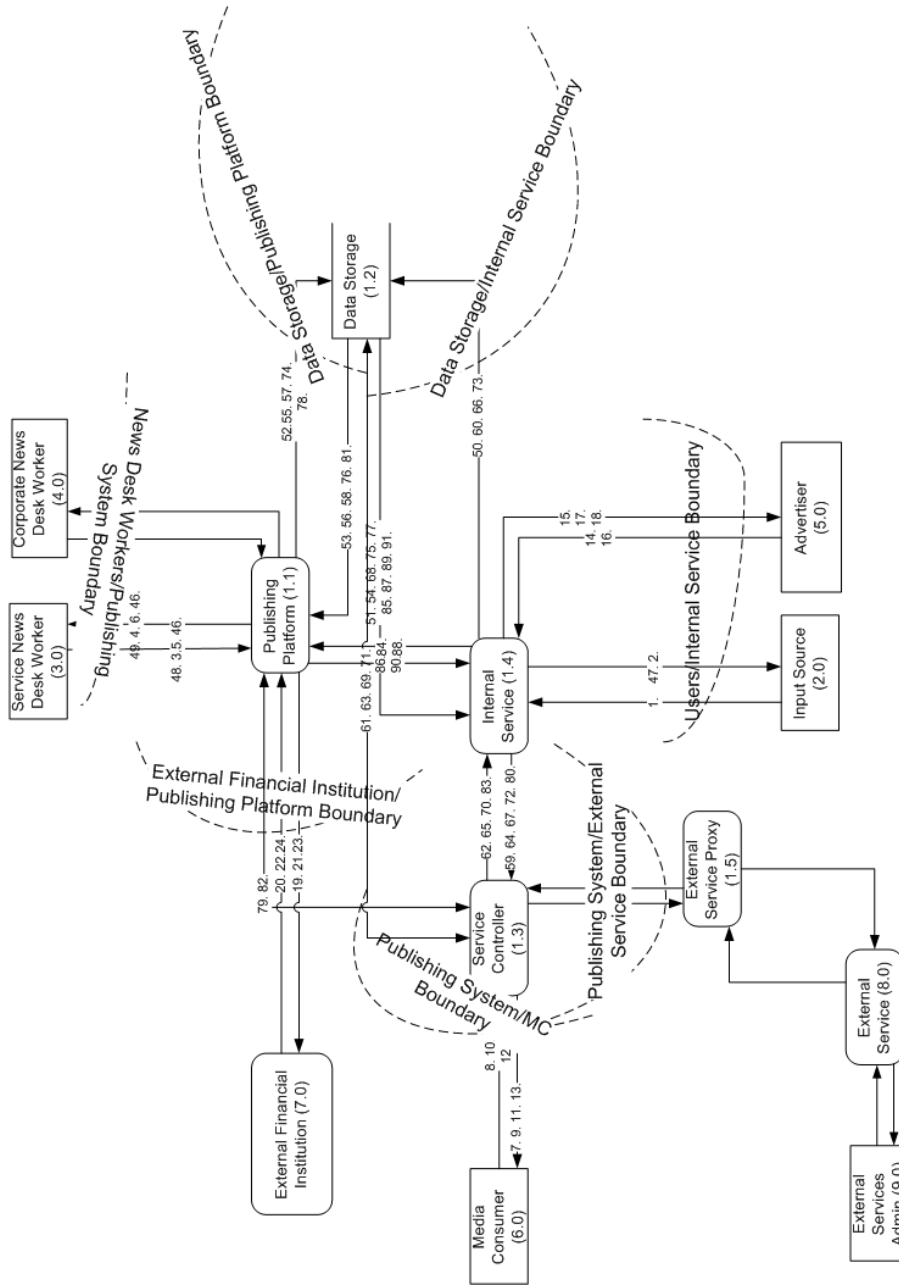 Service News
Desk Worker
(3.0)
Corporate News
Desk Worker
(4.0)
News Desk Workers/Publishing
System Boundary
49. 4. 6. 46.
48. 3.5. 46.
Publishing
Platform (1.1)
52.55. 57. 74.
78.
Data Storage/Publishing Platform Boundary
Data Storage
(1.2)
Data Storage/Internal Service Boundary
53. 56. 58. 76. 81.
51. 54. 68. 75. 77.
85. 87. 89. 91.
61. 63. 69. 71.
86.84.
90.88.
50. 60. 66. 73.
External Financial Institution/
Publishing Platform Boundary
79. 82.
20. 22.24.
19. 21.23.
External Financial
Institution (7.0)
Internal
Service (1.4)
62. 65. 70. 83.
59. 64. 67. 72. 80.
Service
Controller
(1.3)
Publishing System/MC
Boundary
Publishing System/External
Service Boundary
8. 10
12
7. 9. 11. 13.
Media
Consumer
(6.0)
15.
17.
14. 18.
16.
1.
47. 2.
Users/Internal Service Boundary
Input Source
(2.0)
Advertiser
(5.0)
External
Service Proxy
(1.5)
External
Service (8.0)
External
Services
Admin (9.0)